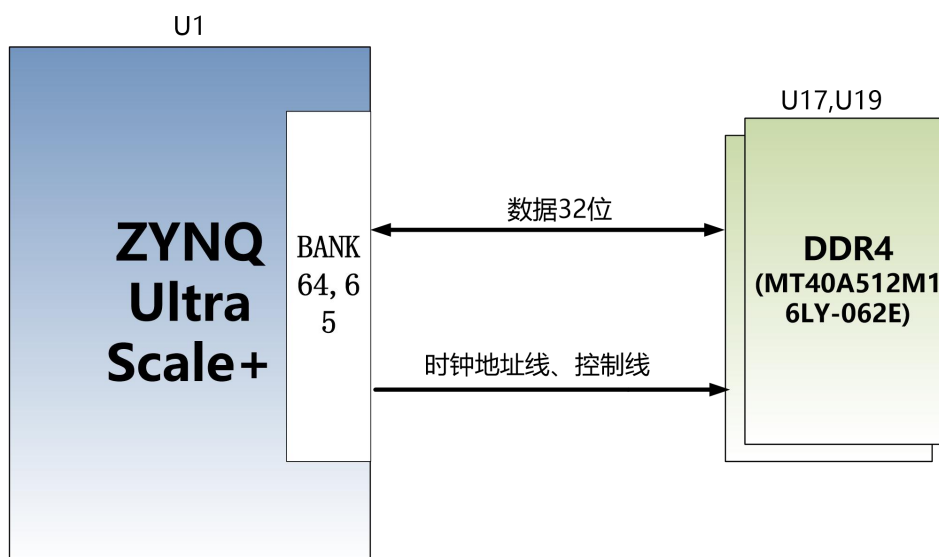 U1
U17,U19
ZYNQ
Ultra
Scale+
BANK
64,6
5
数据32位
时钟地址线、控制线
DDR4
(MT40A512M1
6LY-062E)